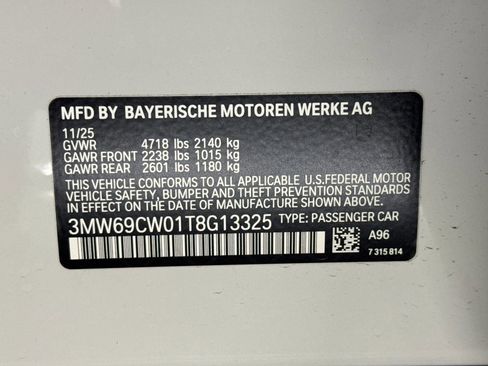 MFD BY BAYERISCHE MOTOREN WERKE AG
11/25
GVWR 4718 lbs 2140 kg
GAWR FRONT 2238 lbs 1015 kg
GAWR REAR 2601 lbs 1180 kg
THIS VEHICLE CONFORMS TO ALL APPLICABLE U.S.FEDERAL MOTOR
VEHICLE SAFETY, BUMPER, AND THEFT PREVENTION STANDARDS
IN EFFECT ON THE DATE OF MANUFACTURE SHOWN ABOVE.
3MW69CW01T8G13325 TYPE: PASSENGER CAR
A96
7 315 814